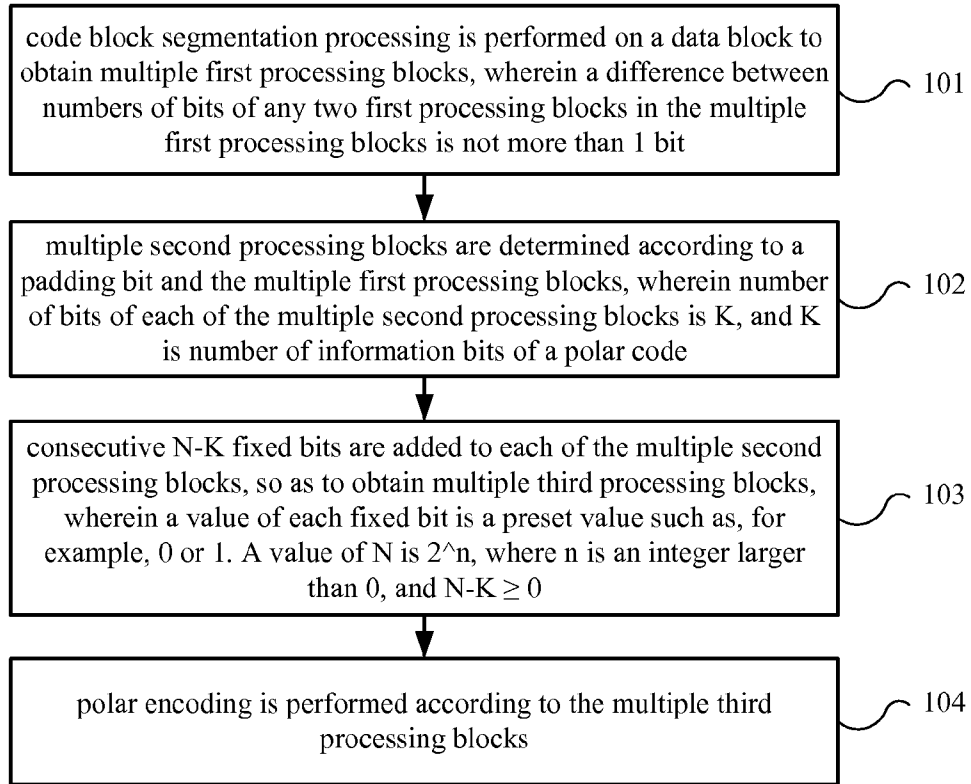 code block segmentation processing is performed on a data block to
obtain multiple first processing blocks, wherein a difference between
numbers of bits of any two first processing blocks in the multiple
first processing blocks is not more than 1 bit
101
multiple second processing blocks are determined according to a
padding bit and the multiple first processing blocks, wherein number
of bits of each of the multiple second processing blocks is K, and K
is number of information bits of a polar code
102
consecutive N-K fixed bits are added to each of the multiple second
processing blocks, so as to obtain multiple third processing blocks,
wherein a value of each fixed bit is a preset value such as, for
example, 0 or 1. A value of N is 2^n, where n is an integer larger
than 0, and N-K ≥ 0
103
polar encoding is performed according to the multiple third
processing blocks
104